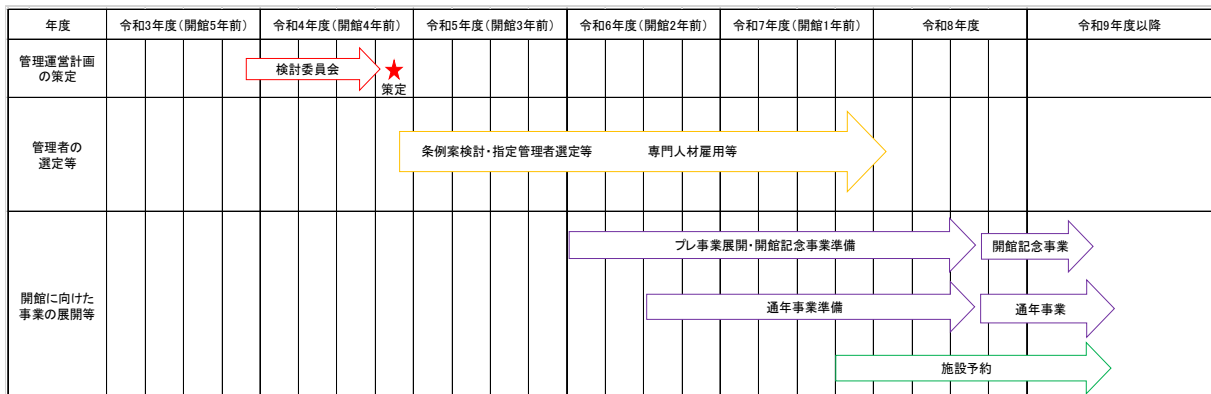 年度
令和3年度(開館5年前)
令和4年度(開館4年前)
令和5年度(開館3年前)
令和6年度(開館2年前)
令和7年度(開館1年前)
令和8年度
令和9年度以降
管理運営計画
の策定
検討委員会
策定
管理者の
選定等
条例案検討・指定管理者選定等
専門人材雇用等
開館に向けた
事業の展開等
プレ事業展開・開館記念事業準備
開館記念事業
通年事業準備
通年事業
施設予約